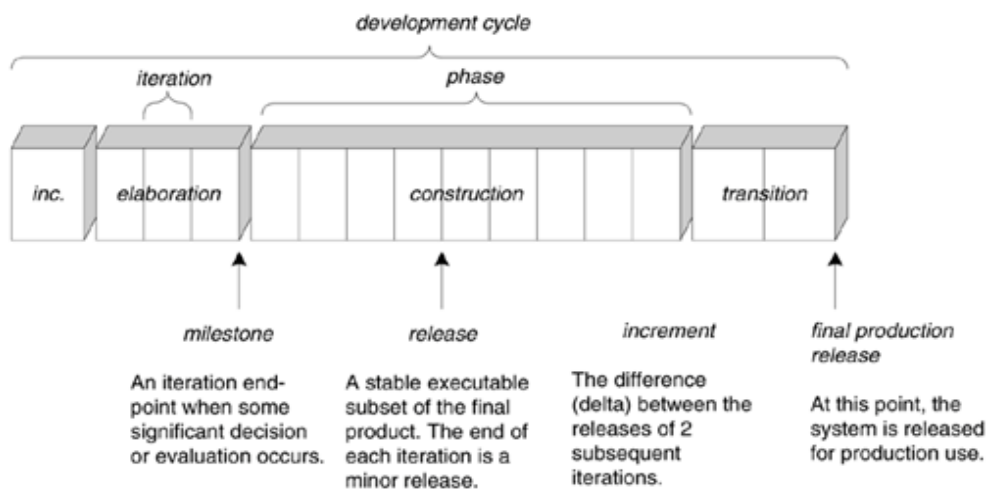 development cycle
iteration
phase
inc.
elaboration
construction
transition
milestone
An iteration end-
point when some
significant decision
or evaluation occurs.
release
A stable executable
subset of the final
product. The end of
each iteration is a
minor release.
increment
The difference
(delta) between the
releases of 2
subsequent
iterations.
final production
release
At this point, the
system is released
for production use.